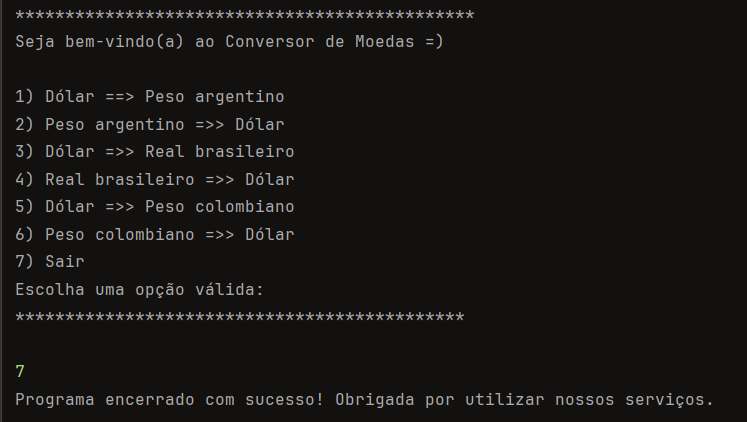 **********************************************
Seja bem-vindo(a) ao Conversor de Moedas =)
1) Dólar ==> Peso argentino
2) Peso argentino =>> Dólar
3) Dólar =>> Real brasileiro
4) Real brasileiro =>> Dólar
5) Dólar =>> Peso colombiano
6) Peso colombiano =>> Dólar
7) Sair
Escolha uma opção válida:
*********************************************
7
Programa encerrado com sucesso! Obrigada por utilizar nossos serviços.